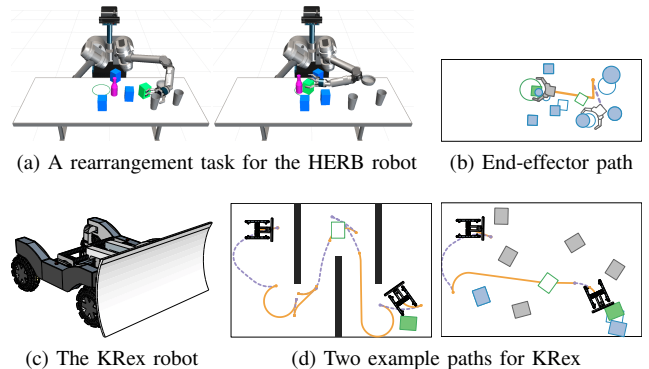 (a) A rearrangement task for the HERB robot
(b) End-effector path
(c) The KRex robot
(d) Two example paths for KRex